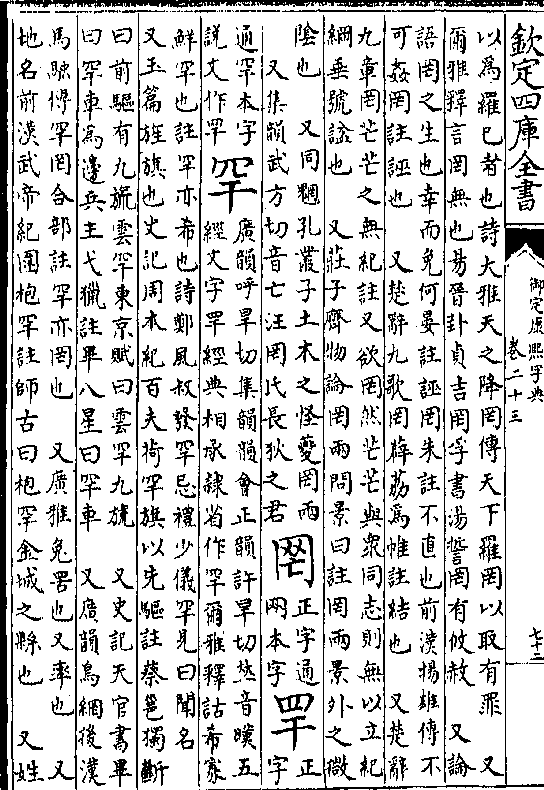 欽定四庫全書
御定康熙字典
卷二十三
七十二
以為羅已者也詩大雅天之降罔傳天下羅罔以取有罪 又
爾雅釋言罔無也易晉卦貞吉罔孚書湯誓罔有攸赦 又論
語罔之生也幸而免何晏註誣罔朱註不直也前漢揚雄傳不
可姦罔註誣也 又楚辭九歌罔薜荔為帷註結也 又楚辭
九章罔芒芒之無紀註又欲罔然芒芒與衆同志則無以立紀
綱垂號諡也 又莊子齊物論罔兩問景曰註罔兩景外之微
陰也 又同蝄孔叢子土木之怪夔罔兩
又集韻武方切音亡汪罔氏長狄之君
正字通
网本字
䍐
正
字
通罕本字
說文作罕
罕
廣韻呼旱切集韻韻會正韻許旱切𠀤音暵五
經文字罕經典相承隸省作罕爾雅釋詁希寡
鮮罕也註罕亦希也詩鄭風叔發罕忌禮少儀罕見曰聞名
又玉篇旌旗也史記周本紀百夫荷罕旗以先驅註蔡邕獨斷
曰前驅有九旒雲罕東京賦曰雲罕九旒 又史記天官書畢
曰罕車為邊兵主弋獵註畢八星曰罕車 又廣韻鳥網後漢
馬融傳罕罔合部註罕亦罔也 又廣雅兔罟也又率也 又
地名前漢武帝紀圍枹罕註師古曰枹罕金城之縣也 又姓